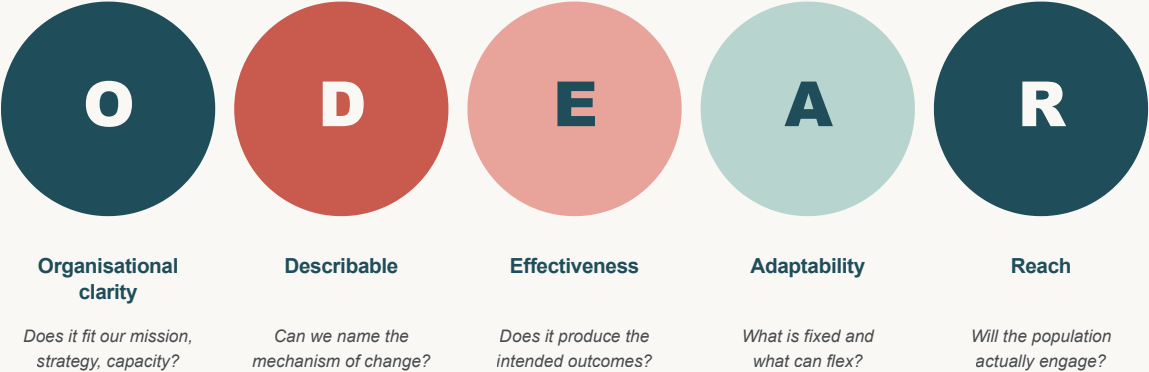 O
D
E
A
R
Organisational
clarity
Describable
Effectiveness
Adaptability
Reach
Does it fit our mission,
strategy, capacity?
Can we name the
mechanism of change?
Does it produce the
intended outcomes?
What is fixed and
what can flex?
Will the population
actually engage?